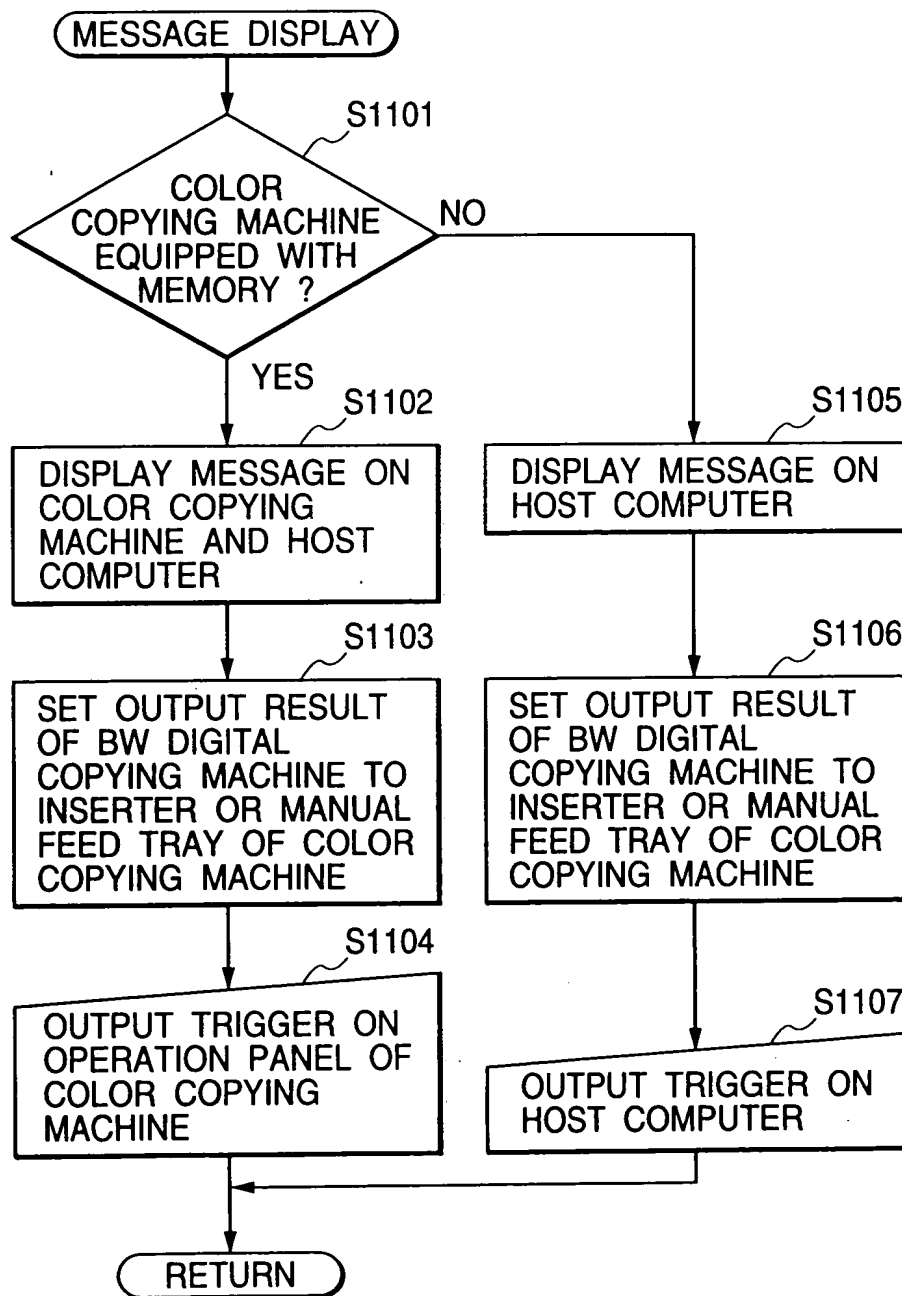 MESSAGE DISPLAY
S1101
COLOR
COPYING MACHINE
EQUIPPED WITH
MEMORY ?
NO
YES
S1102
DISPLAY MESSAGE ON
COLOR COPYING
MACHINE AND HOST
COMPUTER
S1105
DISPLAY MESSAGE ON
HOST COMPUTER
S1103
SET OUTPUT RESULT
OF BW DIGITAL
COPYING MACHINE TO
INSERTER OR MANUAL
FEED TRAY OF COLOR
COPYING MACHINE
S1106
SET OUTPUT RESULT
OF BW DIGITAL
COPYING MACHINE TO
INSERTER OR MANUAL
FEED TRAY OF COLOR
COPYING MACHINE
S1104
OUTPUT TRIGGER ON
OPERATION PANEL OF
COLOR COPYING
MACHINE
S1107
OUTPUT TRIGGER ON
HOST COMPUTER
RETURN